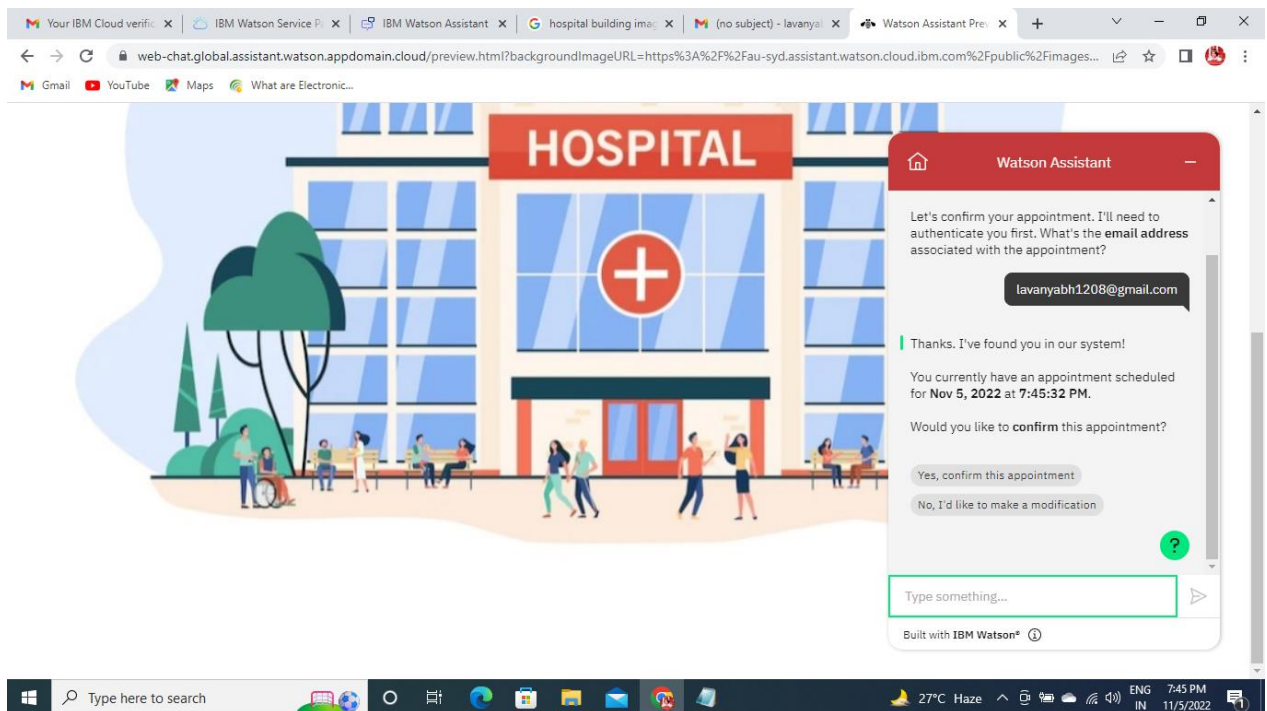 Your IBM Cloud verific
IBM Watson Service P
IBM Watson Assistant
hospital building imag
(no subject) - lavanya
Watson Assistant Prev
web-chat.global.assistant.watson.appdomain.cloud/preview.html?backgroundImageURL=https%3A%2F%2Fau-syd.assistant.watson.cloud.ibm.com%2Fpublic%2Fimages...
Gmail YouTube Maps What are Electronic...
HOSPITAL
Watson Assistant
Let's confirm your appointment. I'll need to
authenticate you first. What's the email address
associated with the appointment?
lavanyabh1208@gmail.com
Thanks. I've found you in our system!
You currently have an appointment scheduled
for Nov 5, 2022 at 7:45:32 PM.
Would you like to confirm this appointment?
Yes, confirm this appointment
No, I'd like to make a modification
?
Type something...
Built with IBM Watson®
Type here to search
27°C Haze
ENG
IN
7:45 PM
11/5/2022
1